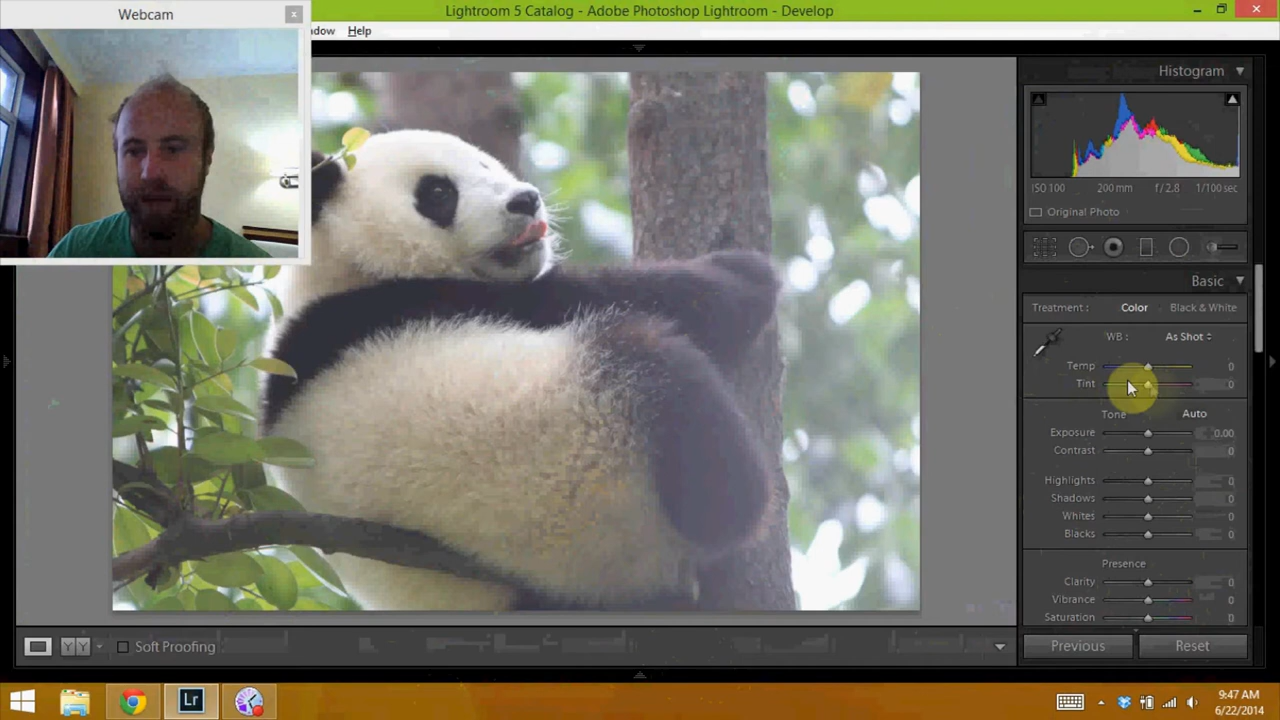 Webcam
x
Lightroom 5 Catalog - Adobe Photoshop Lightroom - Develop
Help
Histogram
ISO 100 200 mm f / 2.8 1/100 sec
Original Photo
Basic
Treatment : Color Black & White
WB : As Shot
Temp 0
Tint 0
Tone Auto
Exposure 0.00
Contrast 0
Highlights 0
Shadows 0
Whites 0
Blacks 0
Presence
Clarity 0
Vibrance 0
Saturation 0
Y Y Soft Proofing
Previous Reset
Lr
9:47 AM
6/22/2014